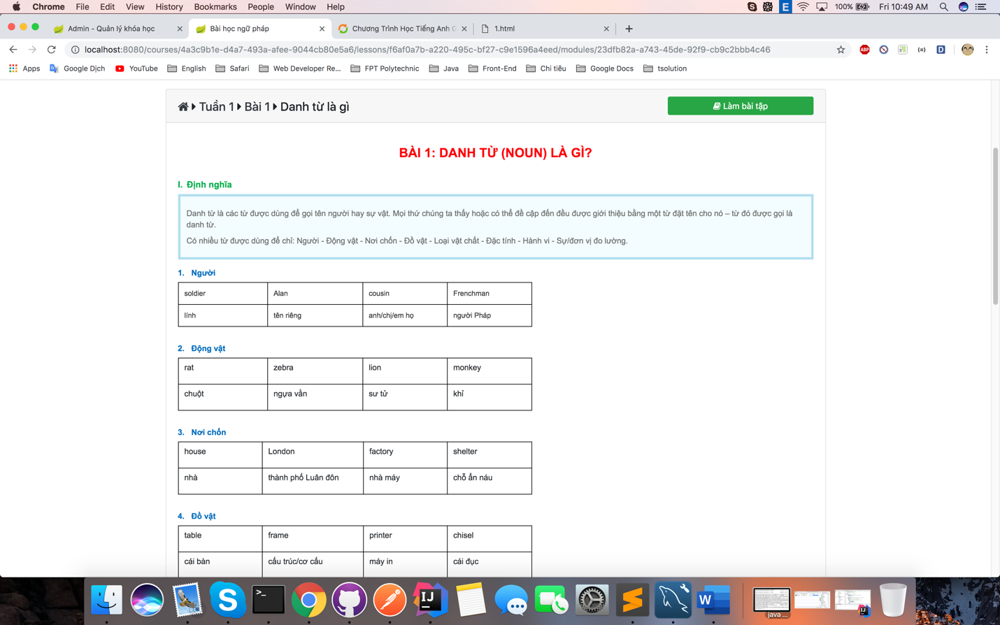 Chrome File Edit View History Bookmarks People Window Help 100% Fri 10:49 AM
Admin - Quản lý khóa học Bài học ngữ pháp Chương Trình Học Tiếng Anh G 1.html
localhost:8080/courses/4a3c9b1e-d4a7-493a-afee-9044cb80e5a6/lessons/f6af0a7b-a220-495c-bf27-c9e1596a4eed/modules/23dfb82a-a743-45de-92f9-cb9c2bbb4c46 ABP D
Apps Google Dịch YouTube English Safari Web Developer Re... FPT Polytechnic Java Front-End Chi tiêu Google Docs tsolution
Tuần 1 Bài 1 Danh từ là gì Làm bài tập
BÀI 1: DANH TỪ (NOUN) LÀ GÌ?
I. Định nghĩa
Danh từ là các từ được dùng để gọi tên người hay sự vật. Mọi thứ chúng ta thấy hoặc có thể đề cập đến đều được giới thiệu bằng một từ đặt tên cho nó – từ đó được gọi là
danh từ.
Có nhiều từ được dùng để chỉ: Người - Động vật - Nơi chốn - Đồ vật - Loại vật chất - Đặc tính - Hành vi - Sự/đơn vị đo lường.
1. Người
soldier Alan cousin Frenchman
lính tên riêng anh/chị/em họ người Pháp
2. Động vật
rat zebra lion monkey
chuột ngựa vằn sư tử khỉ
3. Nơi chốn
house London factory shelter
nhà thành phố Luân đôn nhà máy chỗ ẩn náu
4. Đồ vật
table frame printer chisel
cái bàn cấu trúc/cơ cấu máy in cái đục
S >_ IJ W java ...